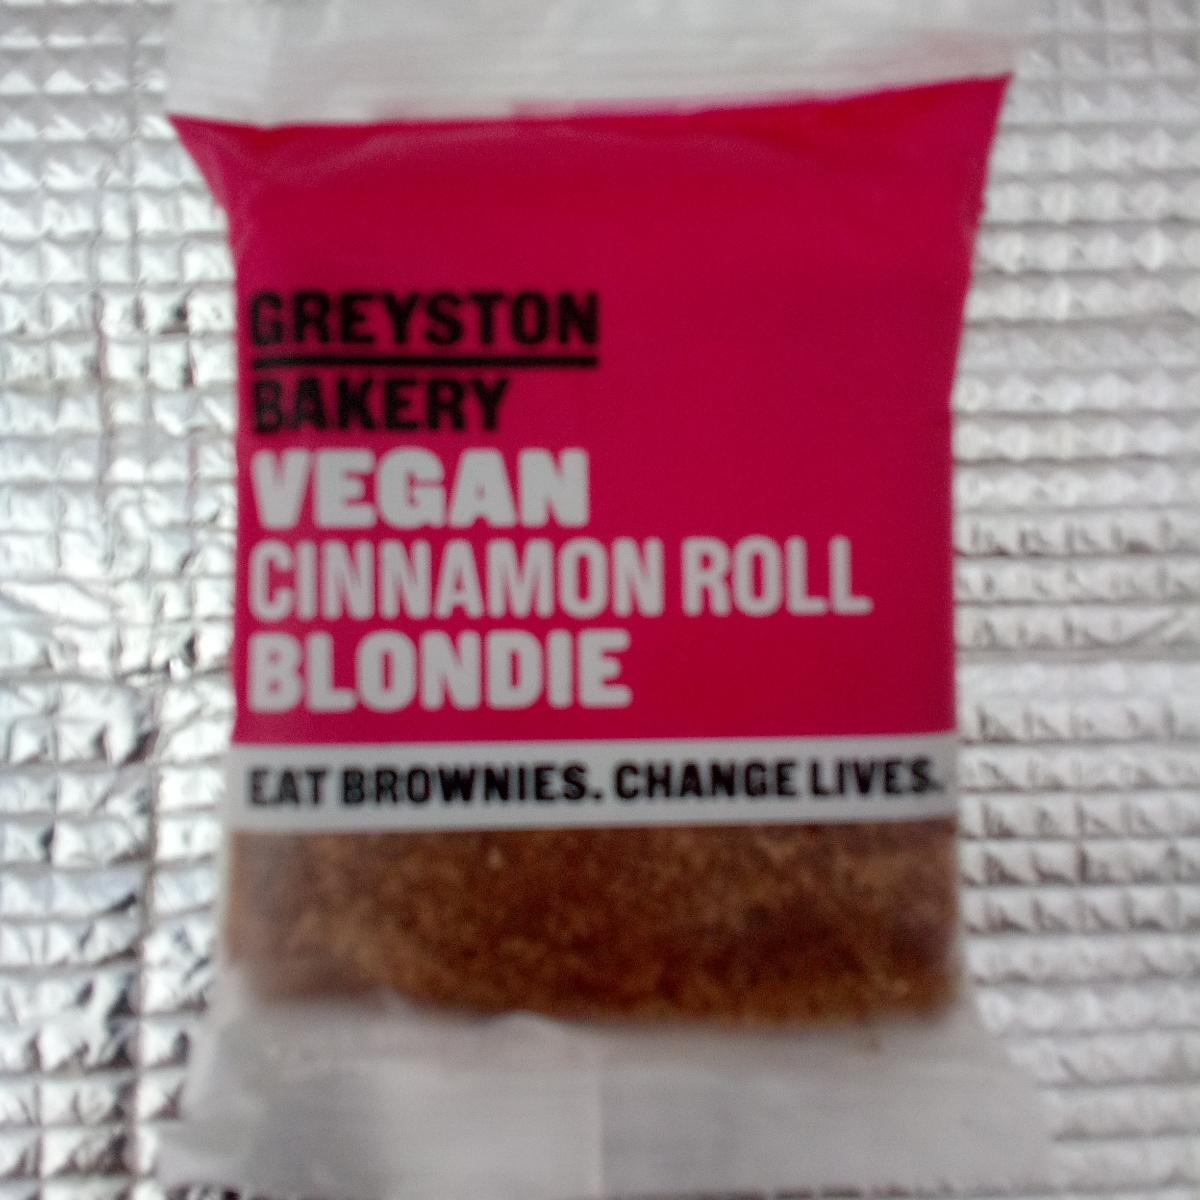 GREYSTON
BAKERY
VEGAN
CINNAMON ROLL
BLONDIE
EAT BROWNIES. CHANGE LIVES.